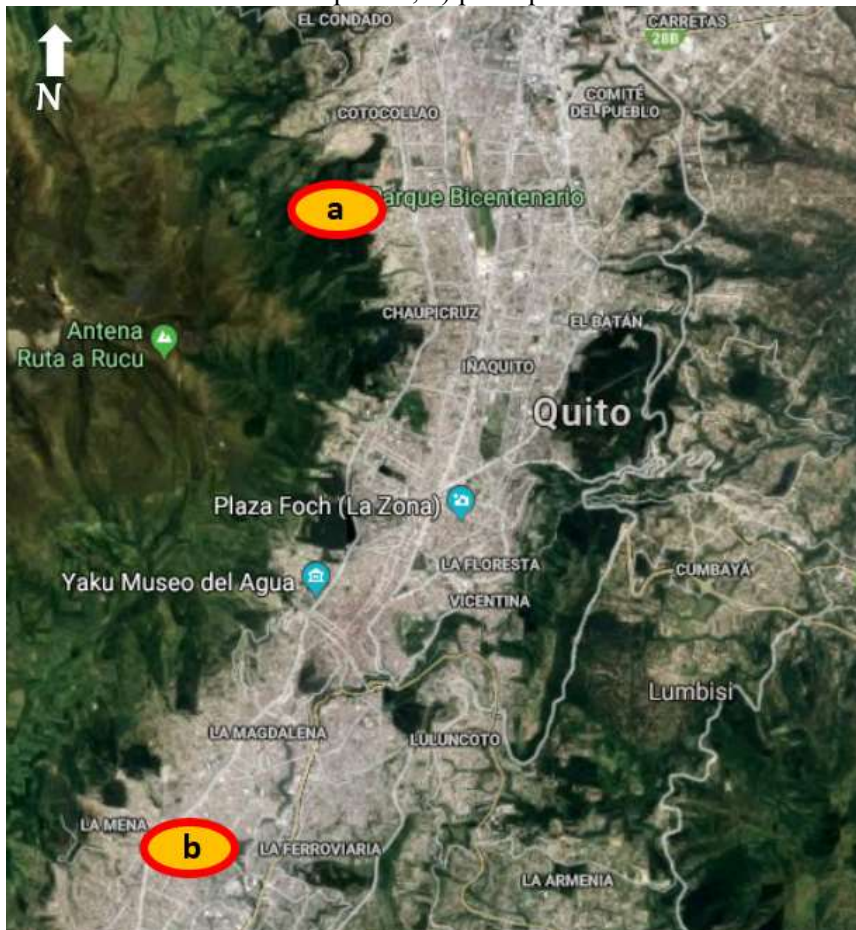 EL CONDADO
CARRETAS
28B
N
COTOCOLLAO
COMITÉ
DEL PUEBLO
a
Parque Bicentenario
CHAUPICRUZ
EL BATÁN
Antena
Ruta a Rucu
IÑAQUITO
Quito
Plaza Foch (La Zona)
LA FLORESTA
CUMBAYÁ
Yaku Museo del Agua
VICENTINA
Lumbisi
LA MAGDALENA
LULUNCOTO
LA MENA
b
LA FERROVIARIA
LA ARMENIA